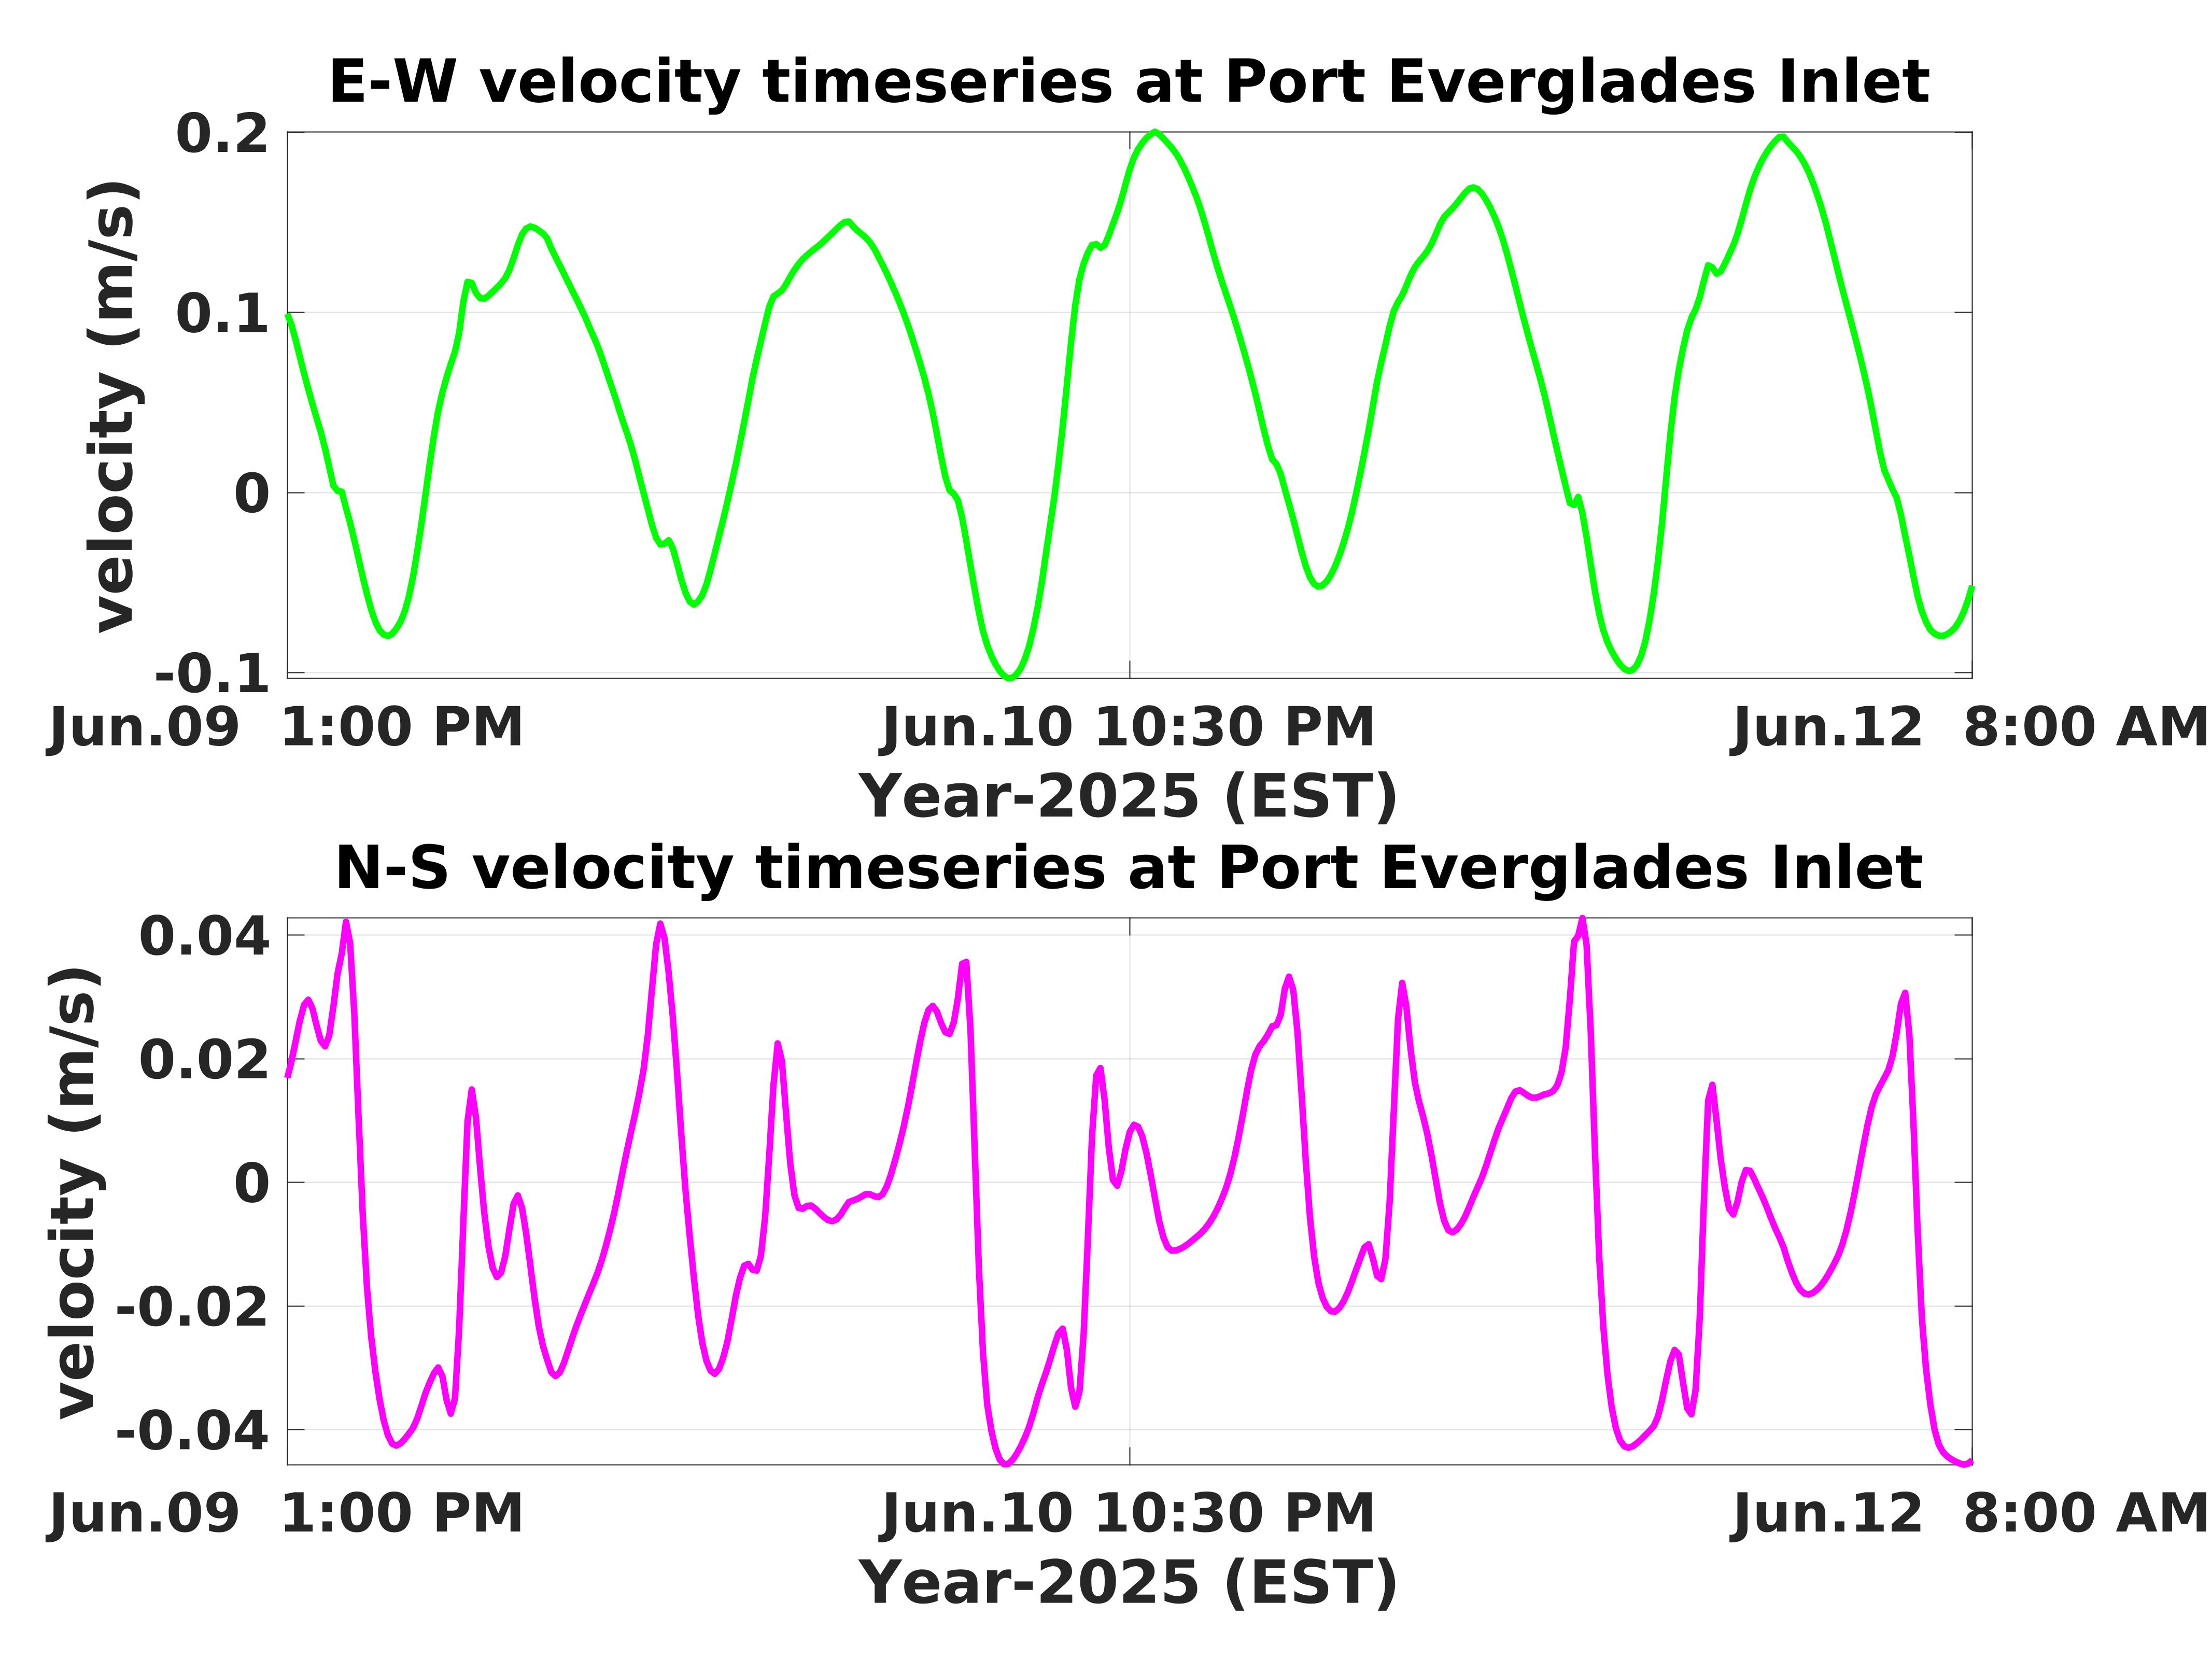 E-W velocity timeseries at Port Everglades Inlet
velocity (m/s)
0.2
0.1
0
-0.1
Jun.09  1:00 PM
Jun.10 10:30 PM
Jun.12  8:00 AM
Year-2025 (EST)
N-S velocity timeseries at Port Everglades Inlet
velocity (m/s)
0.04
0.02
0
-0.02
-0.04
Jun.09  1:00 PM
Jun.10 10:30 PM
Jun.12  8:00 AM
Year-2025 (EST)